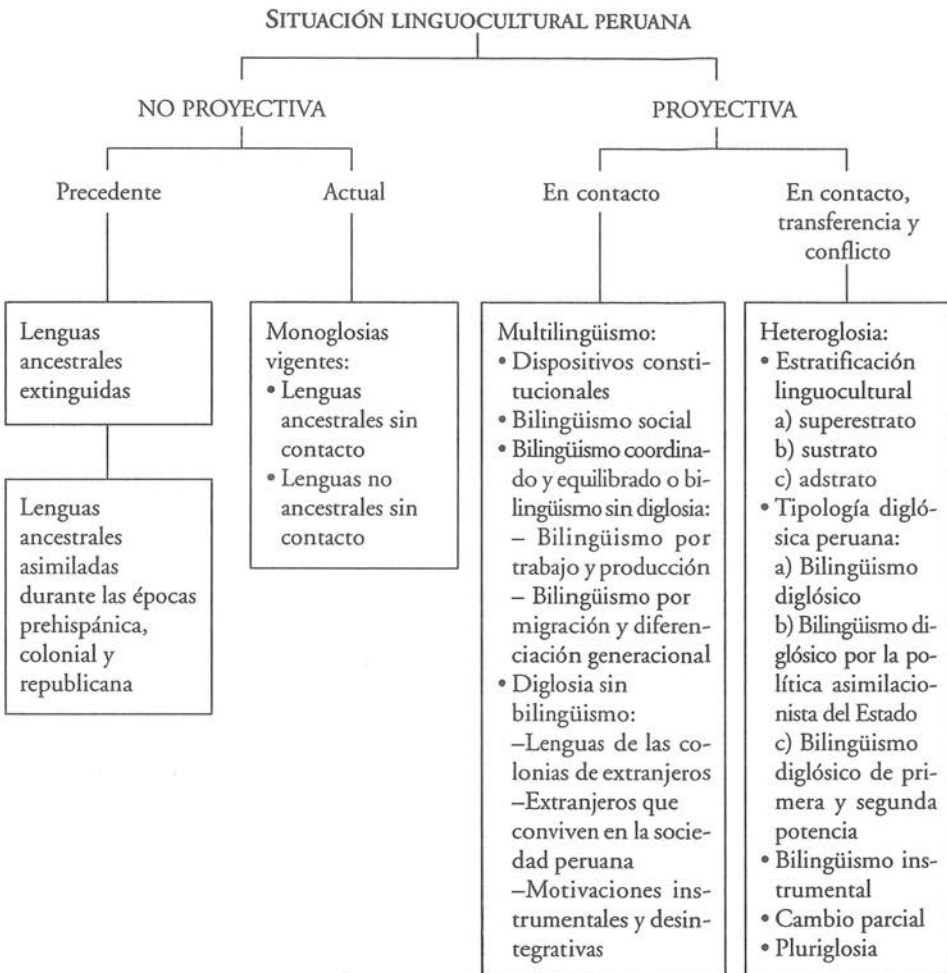 SITUACIÓN LINGUOCULTURAL PERUANA
NO PROYECTIVA
PROYECTIVA
Precedente
Actual
En contacto
En contacto,
transferencia y
conflicto
Lenguas
ancestrales
extinguidas
Lenguas
ancestrales
asimiladas
durante las épocas
prehispánica,
colonial y
republicana
Monoglosias
vigentes:
• Lenguas
ancestrales sin
contacto
• Lenguas no
ancestrales sin
contacto
Multilingüismo:
• Dispositivos consti-
tucionales
• Bilingüismo social
• Bilingüismo coordina-
do y equilibrado o bi-
lingüismo sin diglosia:
– Bilingüismo por
trabajo y producción
– Bilingüismo por
migración y diferen-
ciación generacional
• Diglosia sin
bilingüismo:
–Lenguas de las co-
lonias de extranjeros
–Extranjeros que
conviven en la socie-
dad peruana
–Motivaciones ins-
trumentales y desin-
tegrativas
Heteroglosia:
• Estratificación
linguocultural
a) superestrato
b) sustrato
c) adstrato
• Tipología digló-
sica peruana:
a) Bilingüismo
diglósico
b) Bilingüismo di-
glósico por la po-
lítica asimilacio-
nista del Estado
c) Bilingüismo
diglósico de pri-
mera y segunda
potencia
• Bilingüismo ins-
trumental
• Cambio parcial
• Pluriglosia